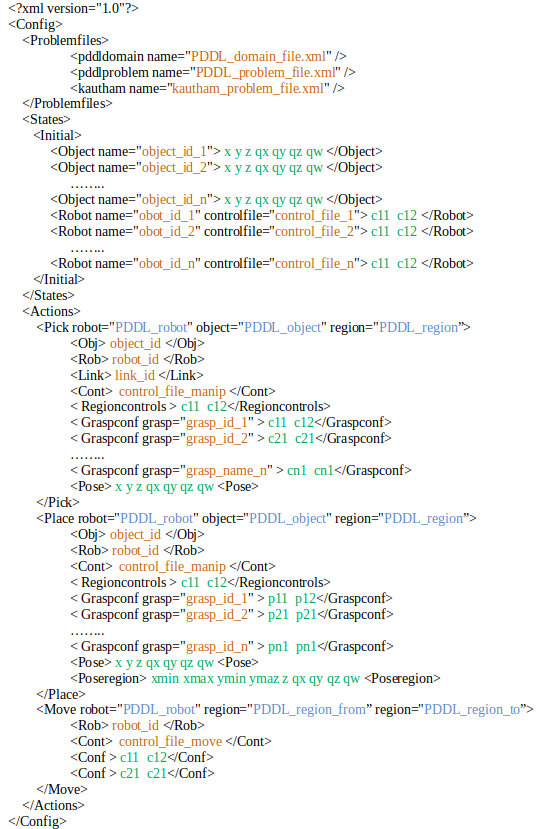 <?xml version="1.0"?>
<Config>
<Problemfiles>
<pddldomain name="PDDL_domain_file.xml" />
<pddlproblem name="PDDL_problem_file.xml" />
<kautham name="kautham_problem_file.xml" />
</Problemfiles>
<States>
<Initial>
<Object name="object_id_1"> x y z qx qy qz qw </Object>
<Object name="object_id_2"> x y z qx qy qz qw </Object>
……..
<Object name="object_id_n"> x y z qx qy qz qw </Object>
<Robot name="obot_id_1" controlfile="control_file_1"> c11 c12 </Robot>
<Robot name="obot_id_2" controlfile="control_file_2"> c11 c12 </Robot>
……..
<Robot name="obot_id_n" controlfile="control_file_n"> c11 c12 </Robot>
</Initial>
</States>
<Actions>
<Pick robot="PDDL_robot" object="PDDL_object" region="PDDL_region”>
<Obj> object_id </Obj>
<Rob> robot_id </Rob>
<Link> link_id </Link>
<Cont> control_file_manip </Cont>
< Regioncontrols > c11 c12</Regioncontrols>
< Graspconf grasp="grasp_id_1" > c11 c12</Graspconf>
< Graspconf grasp="grasp_id_2" > c21 c21</Graspconf>
……..
< Graspconf grasp="grasp_name_n" > cn1 cn1</Graspconf>
<Pose> x y z qx qy qz qw <Pose>
</Pick>
<Place robot="PDDL_robot" object="PDDL_object" region="PDDL_region”>
<Obj> object_id </Obj>
<Rob> robot_id </Rob>
<Cont> control_file_manip </Cont>
< Regioncontrols > c11 c12</Regioncontrols>
< Graspconf grasp="grasp_id_1" > p11 p12</Graspconf>
< Graspconf grasp="grasp_id_2" > p21 p21</Graspconf>
……..
< Graspconf grasp="grasp_id_n" > pn1 pn1</Graspconf>
<Pose> x y z qx qy qz qw <Pose>
<Poseregion> xmin xmax ymin ymaz z qx qy qz qw <Poseregion>
</Place>
<Move robot="PDDL_robot" region="PDDL_region_from” region="PDDL_region_to”>
<Rob> robot_id </Rob>
<Cont> control_file_move </Cont>
<Conf > c11 c12</Conf>
<Conf > c21 c21</Conf>
</Move>
</Actions>
</Config>